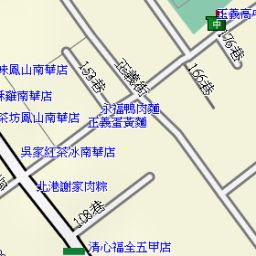 正義高中
中
176巷
正義街
味鳳山南華店
153巷
166巷
酥雞南華店
永福鴨肉麵
茶坊鳳山南華店
正義蛋黃麵
吳家紅茶冰南華店
街
北港謝家肉粽
108巷
清心福全五甲店